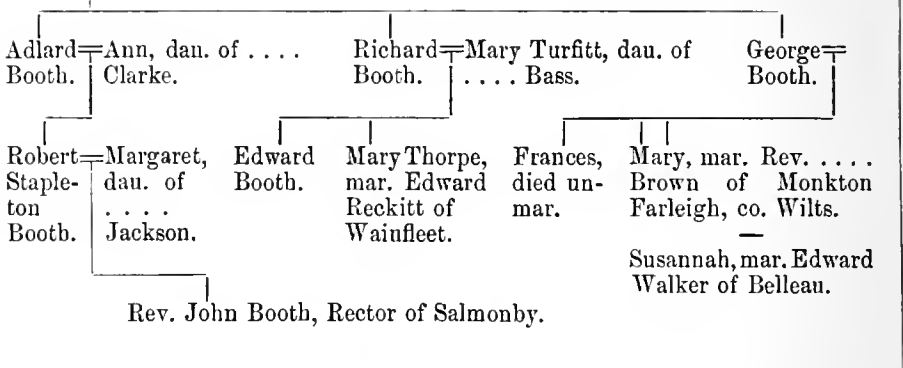 Adlard=Ann, dau. of . . . .
Booth. Clarke.
Richard=Mary Turfitt, dau. of
Booth. . . . . Bass.
George=
Booth.
Robert=Margaret,
Staple- dau. of
ton . . . .
Booth. Jackson.
Edward
Booth.
Mary Thorpe,
mar. Edward
Reckitt of
Wainfleet.
Frances,
died un-
mar.
Mary, mar. Rev. . . . . .
Brown of Monkton
Farleigh, co. Wilts.
—
Susannah, mar. Edward
Walker of Belleau.
Rev. John Booth, Rector of Salmonby.